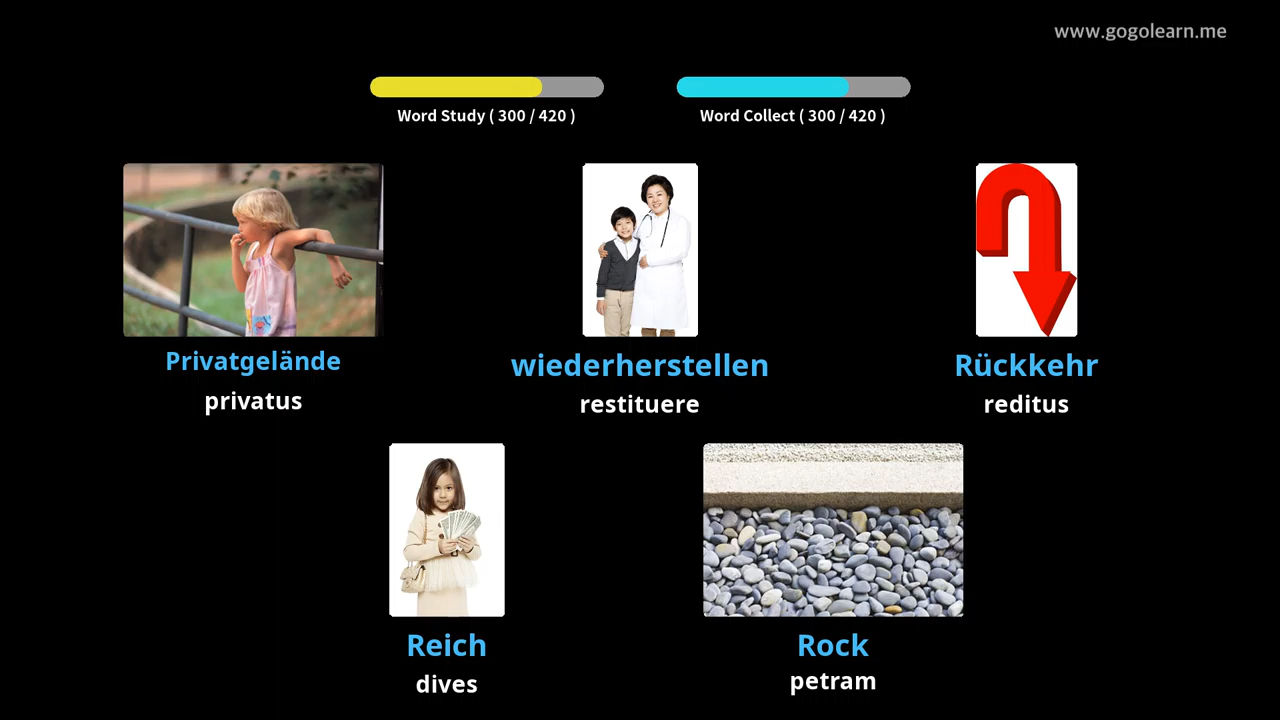 www.gogolearn.me
Word Study ( 300 / 420 )
Word Collect ( 300 / 420 )
Privatgelände
privatus
wiederherstellen
restituere
Rückkehr
reditus
Reich
dives
Rock
petram